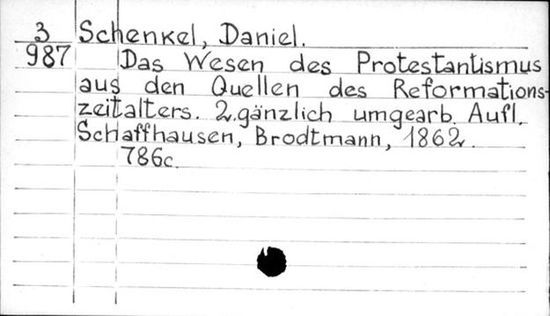 3 Schenkel, Daniel.
987 Das Wesen des Protestantismus
aus den Quellen des Reformations-
zeitalters. 2.gänzlich umgearb. Aufl.
Schaffhausen, Brodtmann, 1862.
786c.